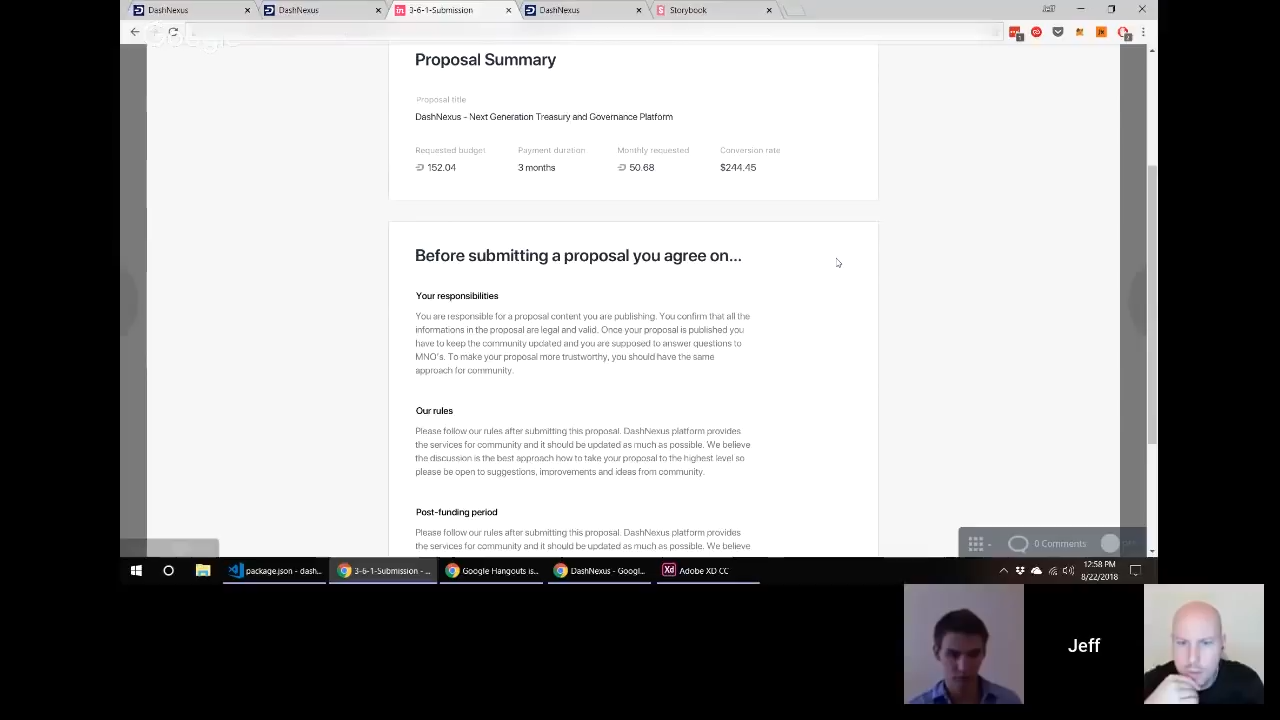 DashNexus
DashNexus
3-6-1-Submission
DashNexus
Storybook
Google
Proposal Summary
Proposal title
DashNexus - Next Generation Treasury and Governance Platform
Requested budget Payment duration Monthly requested Conversion rate
152.04 3 months 50.68 $244.45
Before submitting a proposal you agree on...
Your responsibilities
You are responsible for a proposal content you are publishing. You confirm that all the
informations in the proposal are legal and valid. Once your proposal is published you
have to keep the community updated and you are supposed to answer questions to
MNO's. To make your proposal more trustworthy, you should have the same
approach for community.
Our rules
Please follow our rules after submitting this proposal. DashNexus platform provides
the services for community and it should be updated as much as possible. We believe
the discussion is the best approach how to take your proposal to the highest level so
please be open to suggestions, improvements and ideas from community.
Post-funding period
Please follow our rules after submitting this proposal. DashNexus platform provides
the services for community and it should be updated as much as possible. We believe
0 Comments
package.json - dash...
3-6-1-Submission - ...
Google Hangouts is...
DashNexus - Googl...
Xd Adobe XD CC
12:58 PM
8/22/2018
Jeff